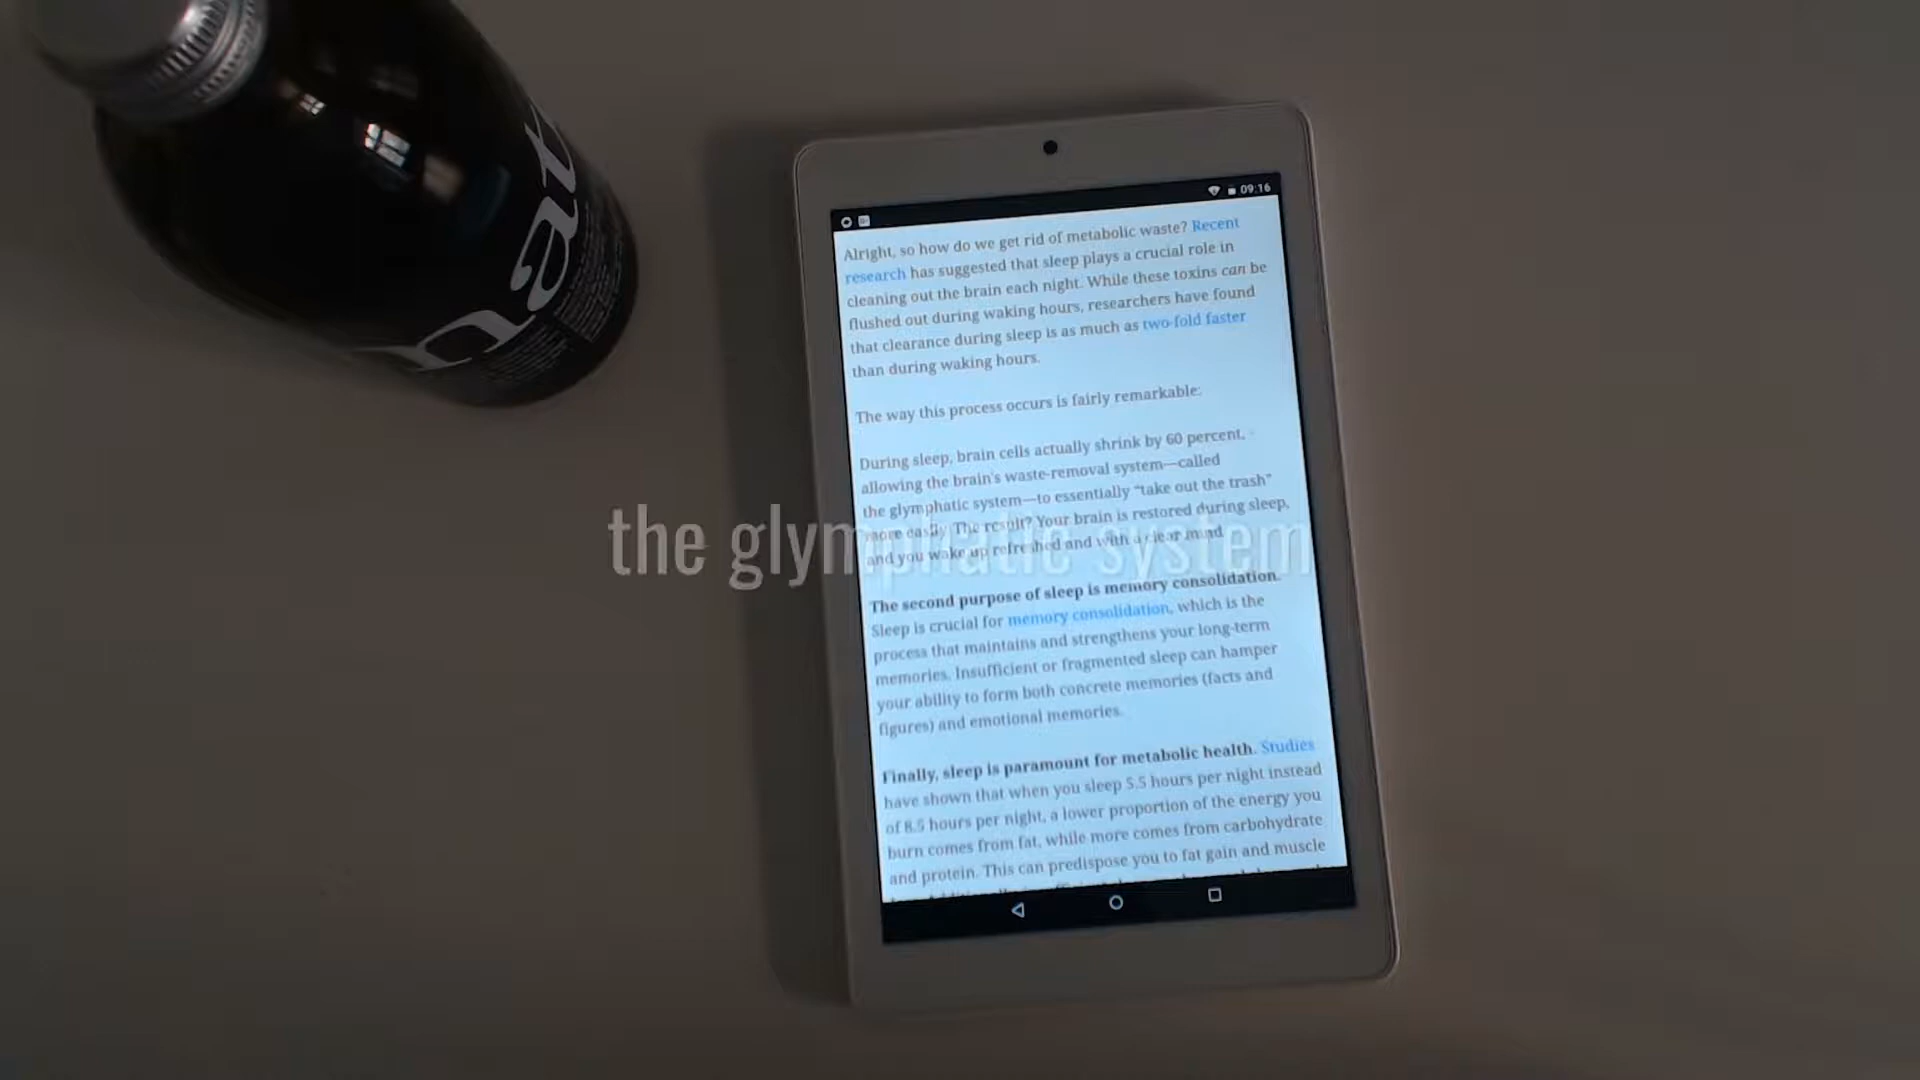 nat
09:16
Alright, so how do we get rid of metabolic waste? Recent
research has suggested that sleep plays a crucial role in
cleaning out the brain each night. While these toxins can be
flushed out during waking hours, researchers have found
that clearance during sleep is as much as two-fold faster
than during waking hours.
The way this process occurs is fairly remarkable:
During sleep, brain cells actually shrink by 60 percent,
allowing the brain's waste-removal system—called
the glymphatic system—to essentially “take out the trash”
more easily. The result? Your brain is restored during sleep,
and you wake up refreshed and with a clear mind
the glymphatic system
The second purpose of sleep is memory consolidation.
Sleep is crucial for memory consolidation, which is the
process that maintains and strengthens your long-term
memories. Insufficient or fragmented sleep can hamper
your ability to form both concrete memories (facts and
figures) and emotional memories.
Finally, sleep is paramount for metabolic health. Studies
have shown that when you sleep 5.5 hours per night instead
of 8.5 hours per night, a lower proportion of the energy you
burn comes from fat, while more comes from carbohydrate
and protein. This can predispose you to fat gain and muscle